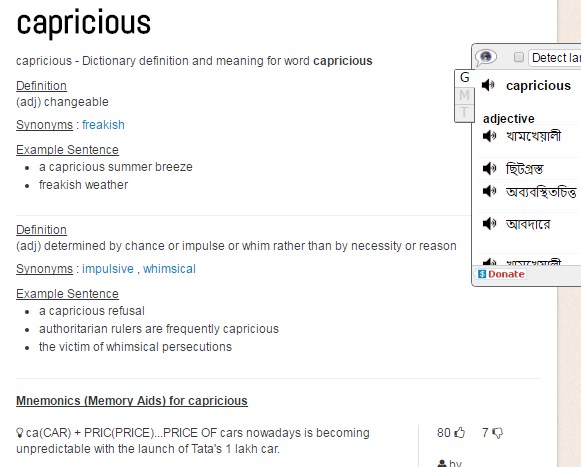 capricious
capricious - Dictionary definition and meaning for word capricious
Definition
(adj) changeable
Synonyms : freakish
Example Sentence
a capricious summer breeze
freakish weather
Definition
(adj) determined by chance or impulse or whim rather than by necessity or reason
Synonyms : impulsive , whimsical
Example Sentence
a capricious refusal
authoritarian rulers are frequently capricious
the victim of whimsical persecutions
Mnemonics (Memory Aids) for capricious
ca(CAR) + PRIC(PRICE)...PRICE OF cars nowadays is becoming
unpredictable with the launch of Tata's 1 lakh car.
80 7
by
Detect
G
M
T
capricious
adjective
খামখেয়ালী
ছিটগ্রস্ত
অব্যবস্থিতচিত্ত
আবদারে
Donate